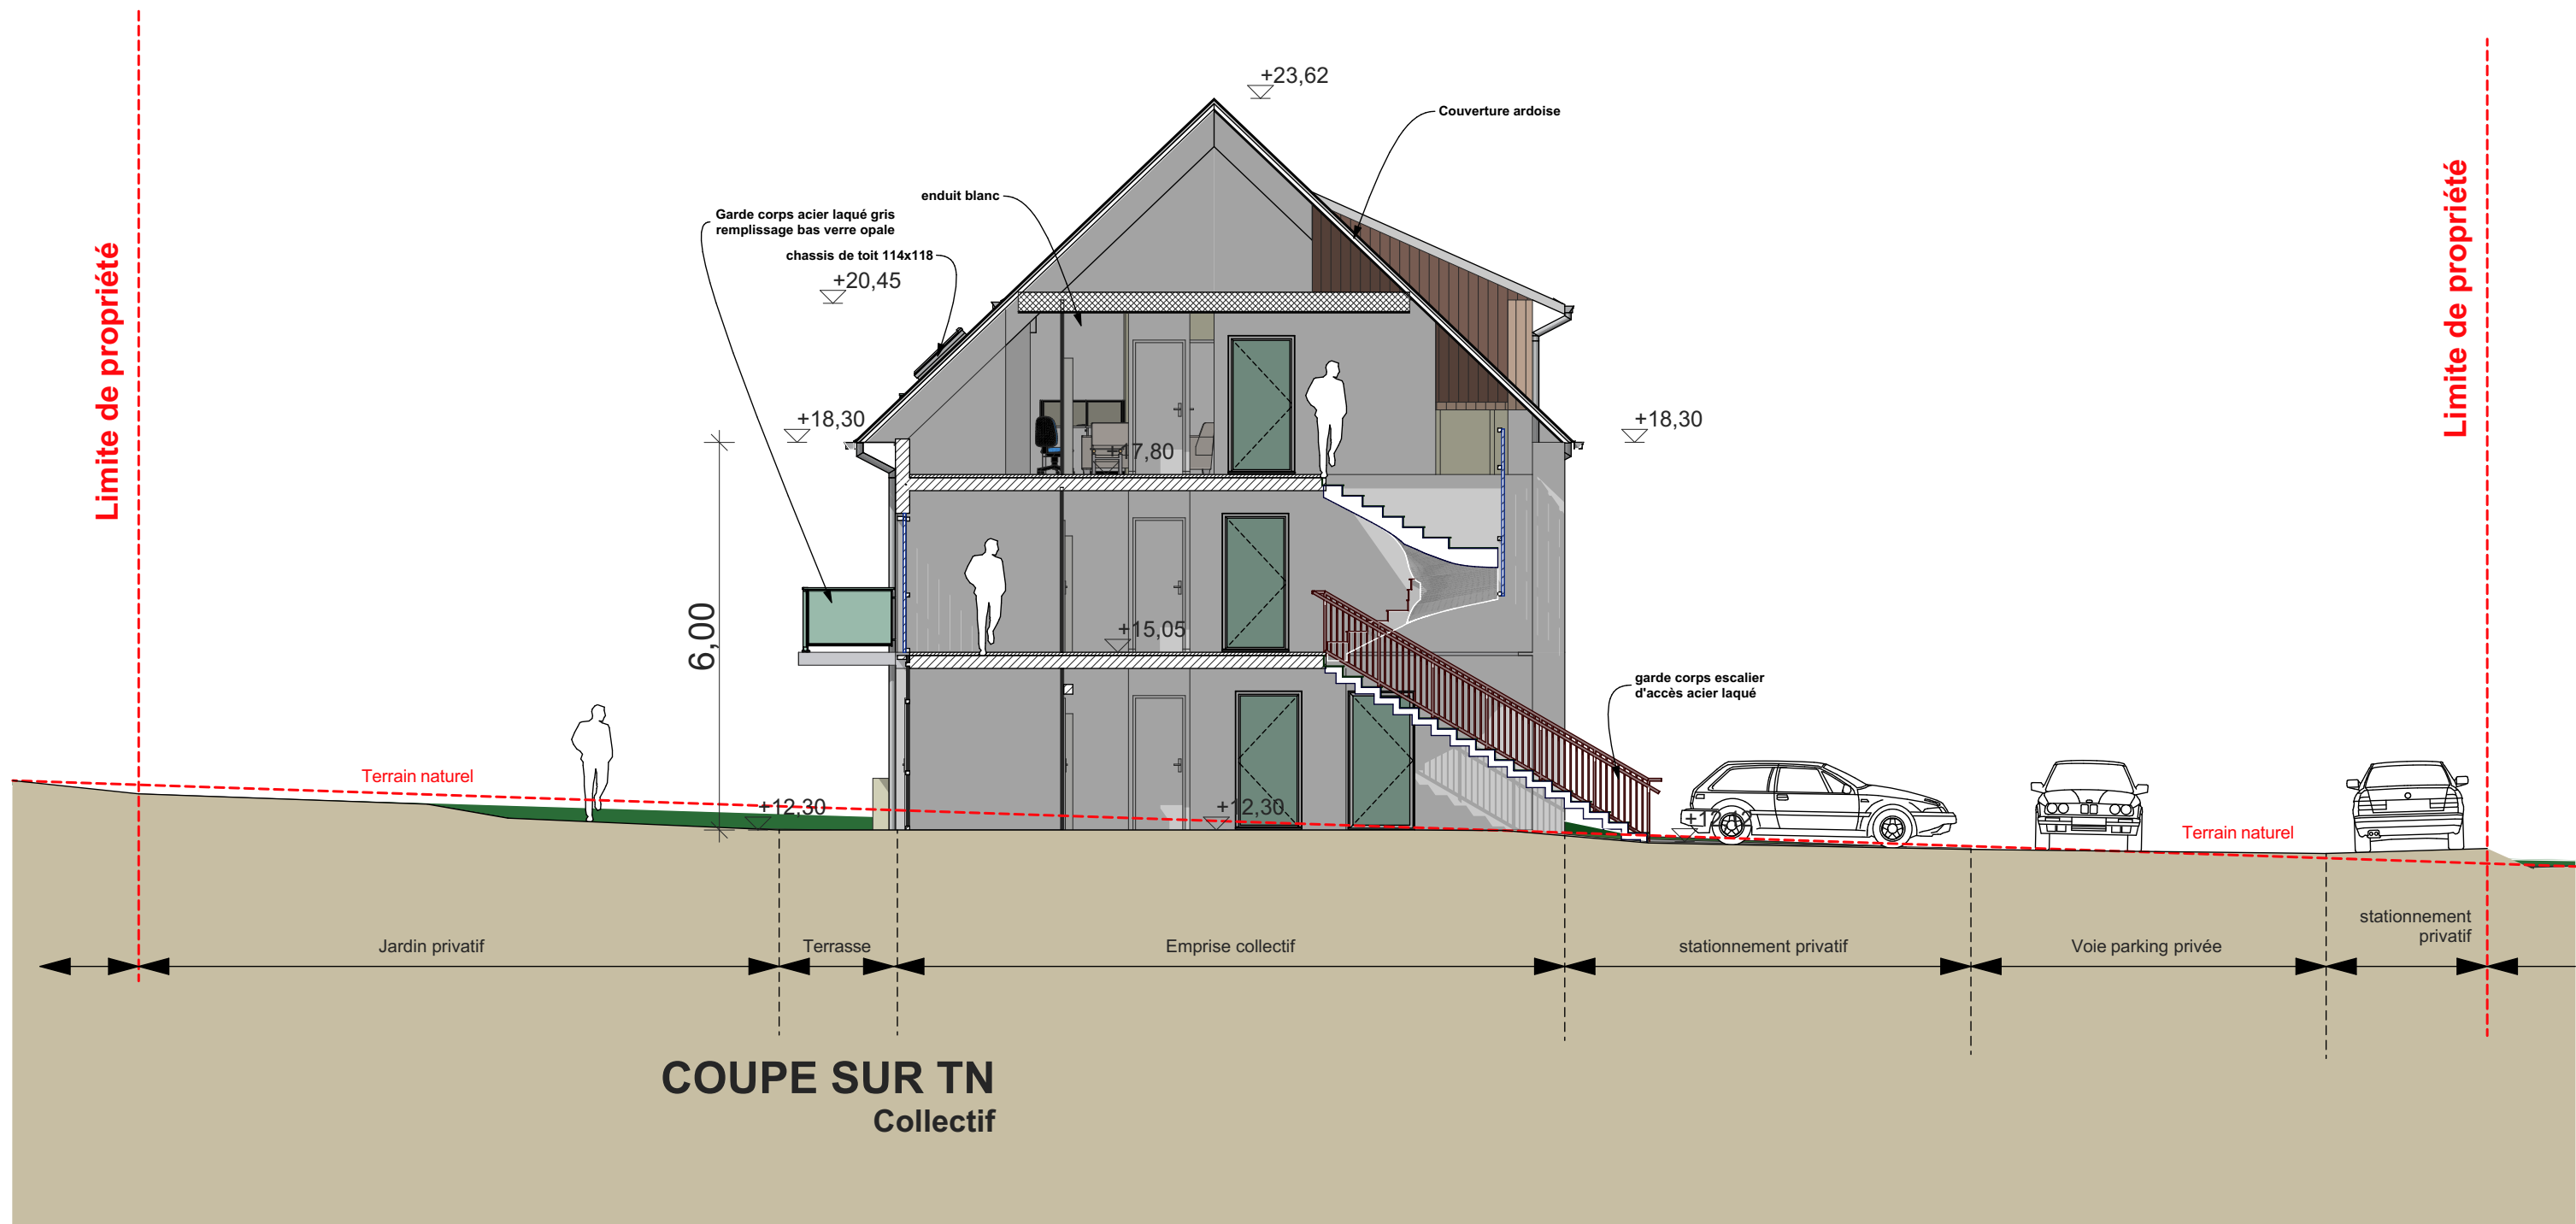 +23,62
Couverture ardoise
enduit blanc
Garde corps acier laqué gris
remplissage bas verre opale
chassis de toit 114x118
+20,45
Limite de propriété
Limite de propriété
+18,30
+18,30
+17,80
6,00
+15,05
garde corps escalier
d'accès acier laqué
Terrain naturel
+12,30
+12,30
Terrain naturel
Jardin privatif
Terrasse
Emprise collectif
stationnement privatif
Voie parking privée
stationnement
privatif
COUPE SUR TN
Collectif